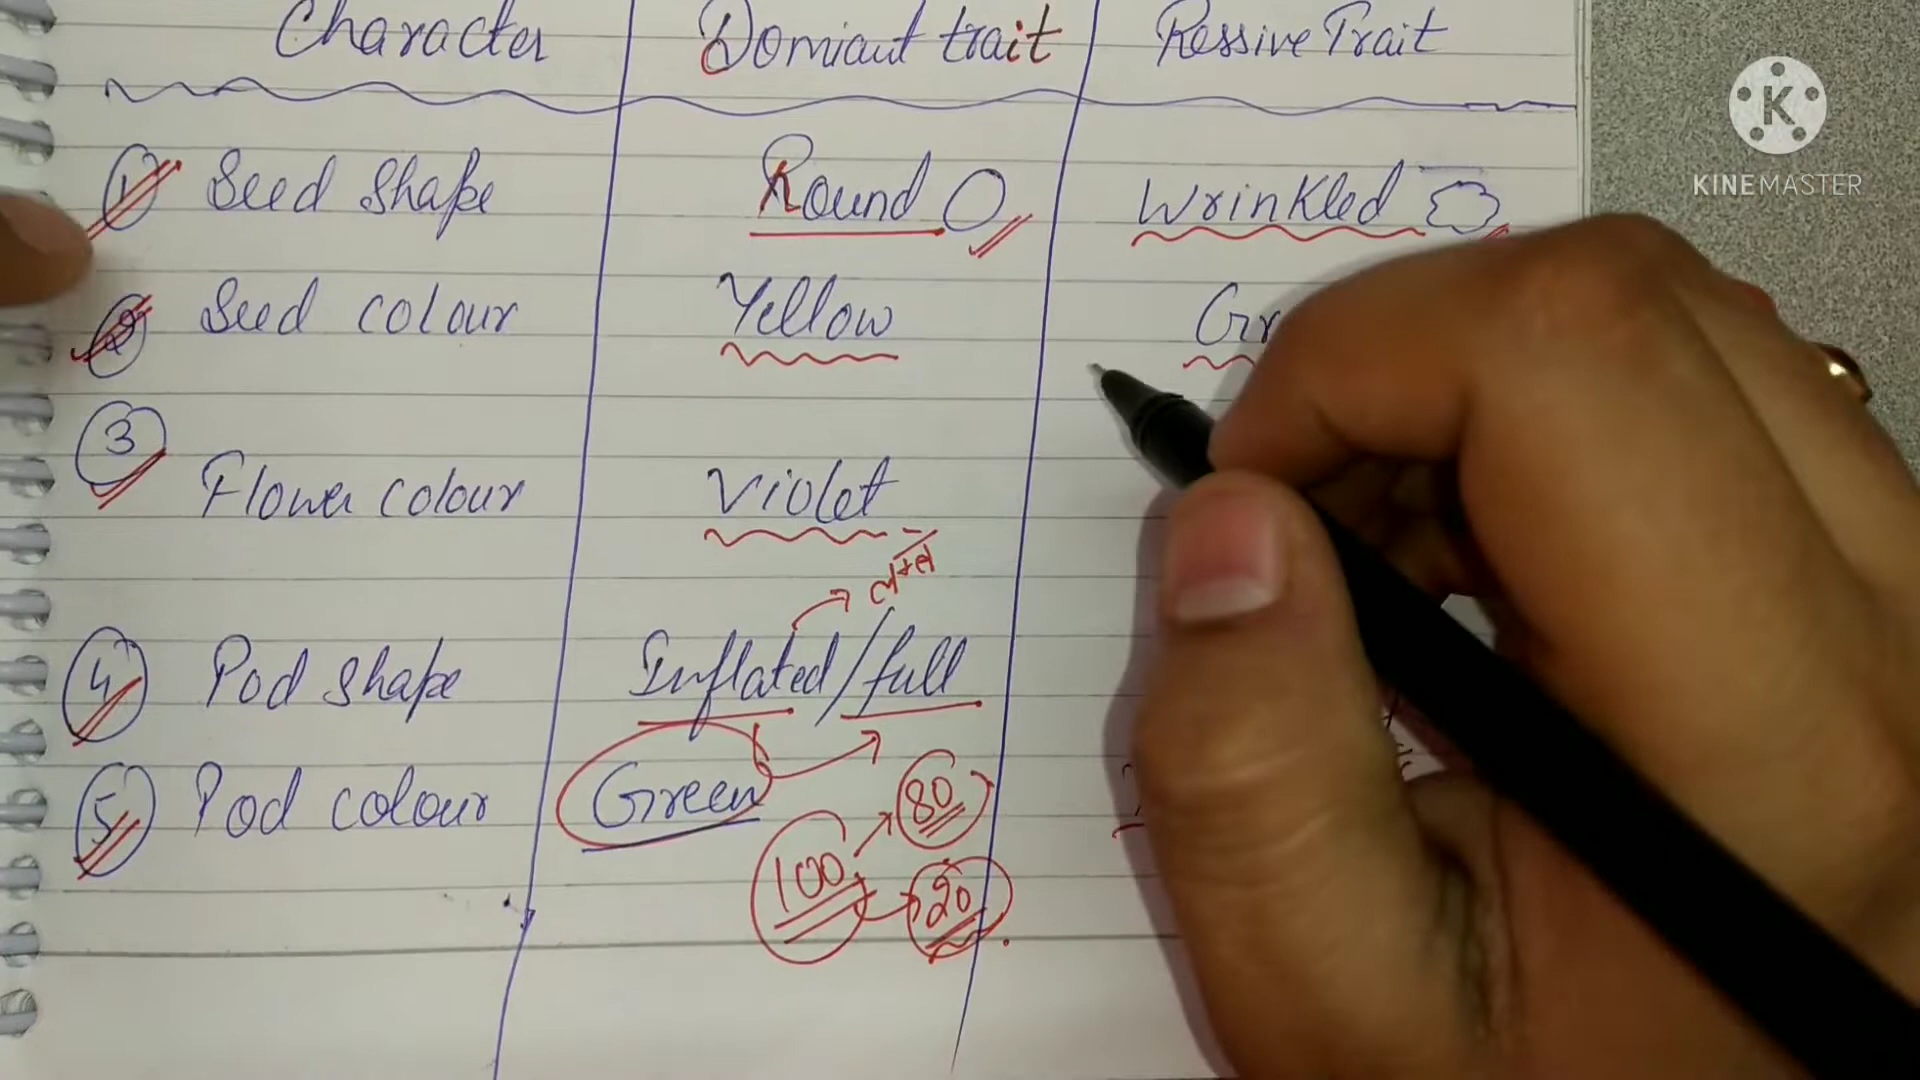 Character Domiant trait Ressive Trait
1 Seed Shape Round Wrinkled
2 Seed colour Yellow
3
Flower colour Violet
4 Pod shape Inflated/full
5 Pod colour Green
80
100
20
K
KINEMASTER